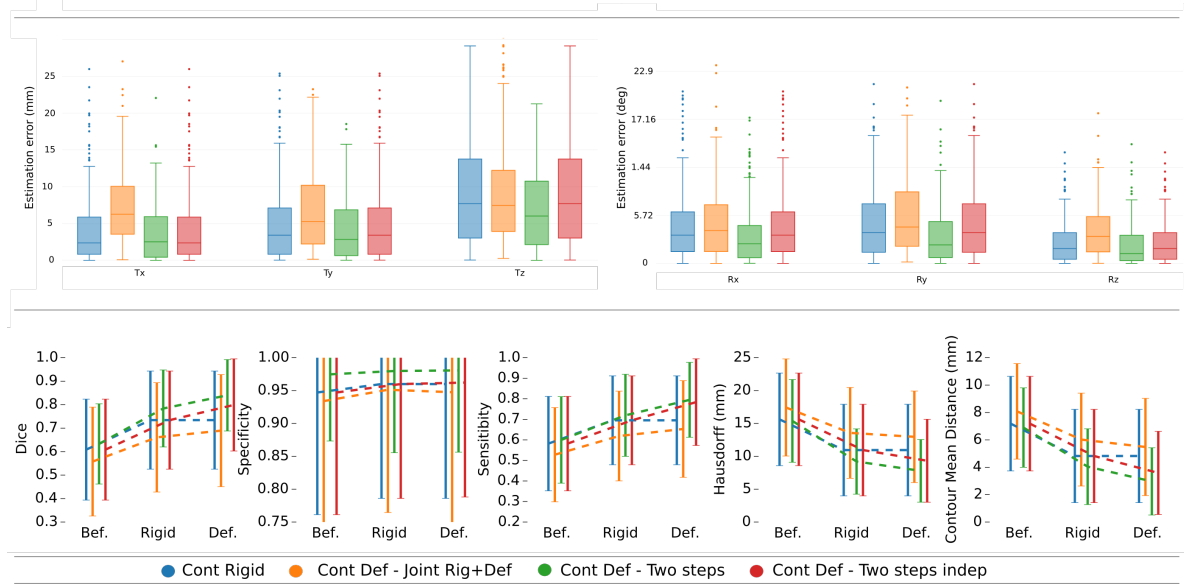 Estimation error (mm)
25
20
15
10
5
0
Tx
Ty
Tz
Estimation error (deg)
22.9
17.16
1.44
5.72
0
Rx
Ry
Rz
Dice
1.0
0.9
0.8
0.7
0.6
0.5
0.4
0.3
Bef.
Rigid
Def.
Specificity
1.00
0.95
0.90
0.85
0.80
0.75
Bef.
Rigid
Def.
Sensitibity
1.0
0.9
0.8
0.7
0.6
0.5
0.4
0.3
0.2
Bef.
Rigid
Def.
Hausdorff (mm)
25
20
15
10
5
0
Bef.
Rigid
Def.
Contour Mean Distance (mm)
12
10
8
6
4
2
0
Bef.
Rigid
Def.
Cont Rigid
Cont Def - Joint Rig+Def
Cont Def - Two steps
Cont Def - Two steps indep